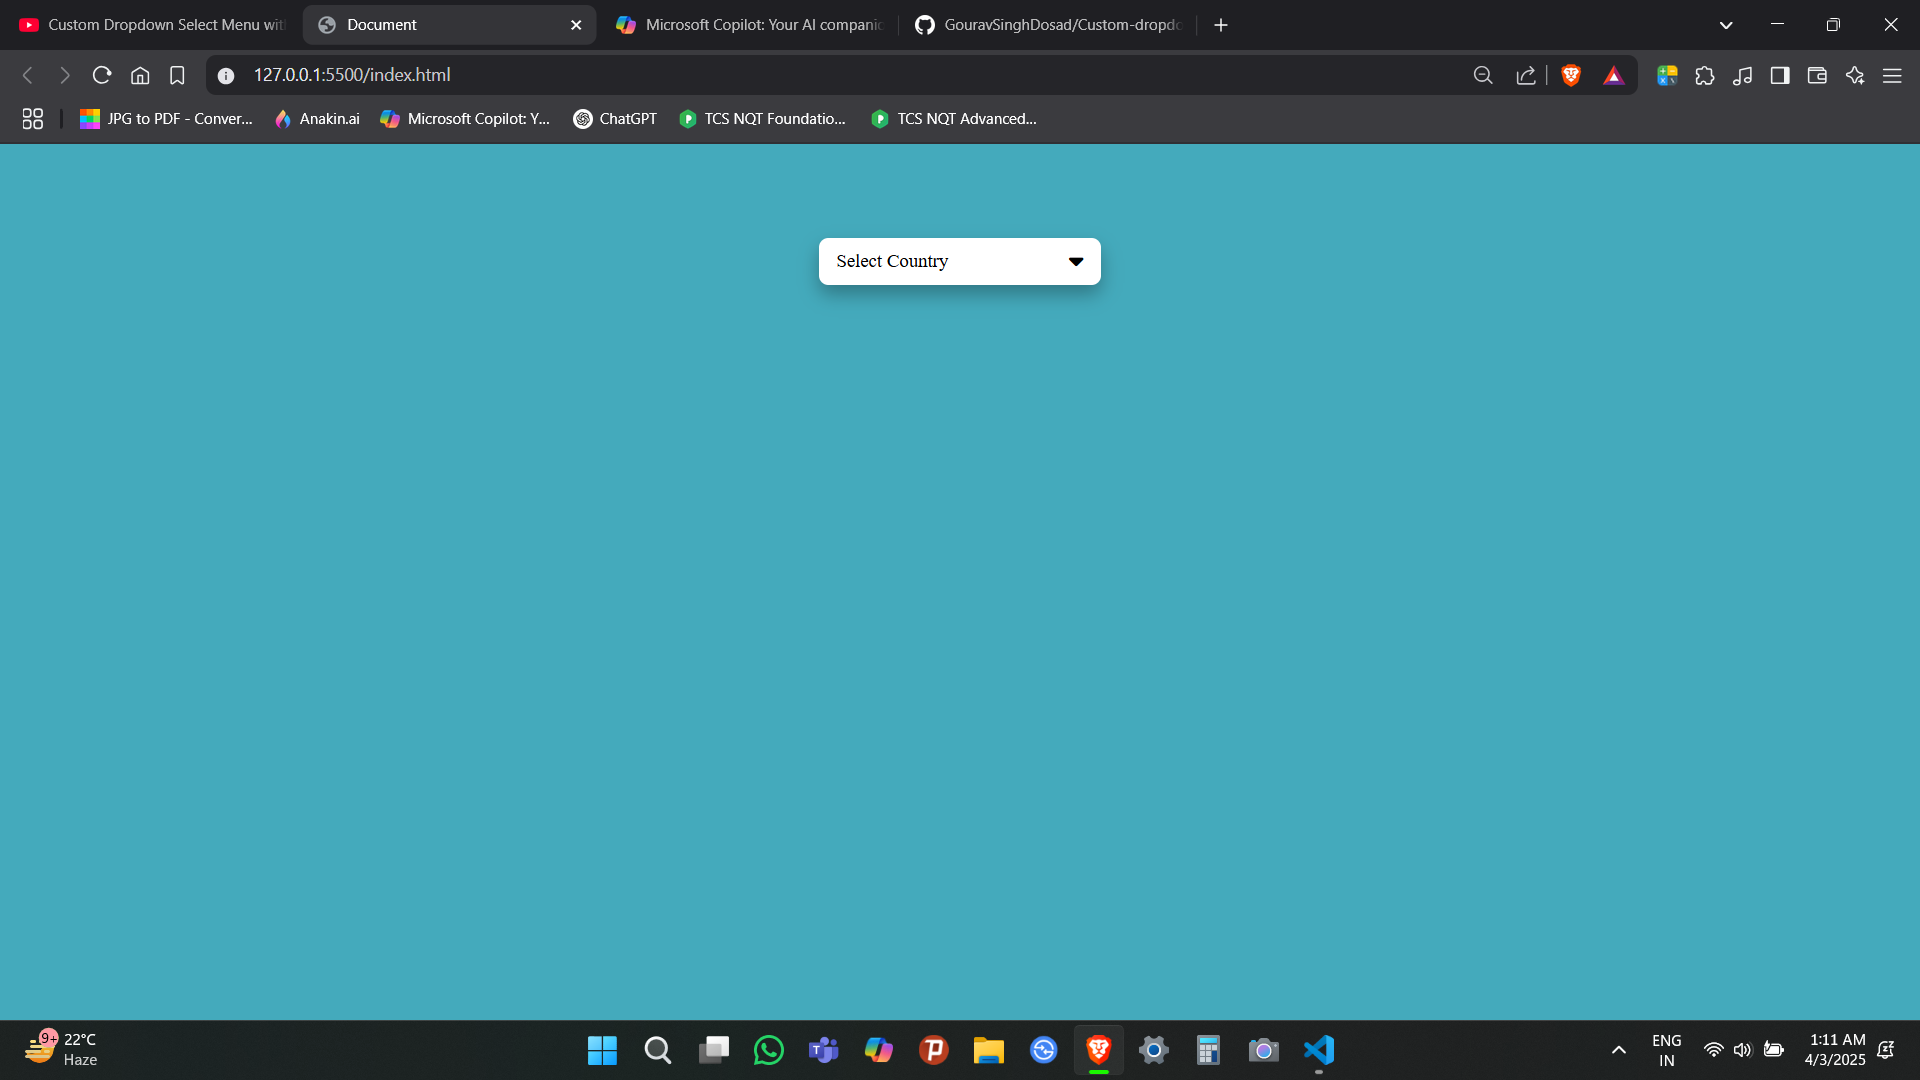 Custom Dropdown Select Menu wit
Document
Microsoft Copilot: Your AI companio
GouravSinghDosad/Custom-dropdo
127.0.0.1:5500/index.html
JPG to PDF - Conver...
Anakin.ai
Microsoft Copilot: Y...
ChatGPT
TCS NQT Foundatio...
TCS NQT Advanced...
Select Country
9+
22°C
Haze
ENG
IN
1:11 AM
4/3/2025